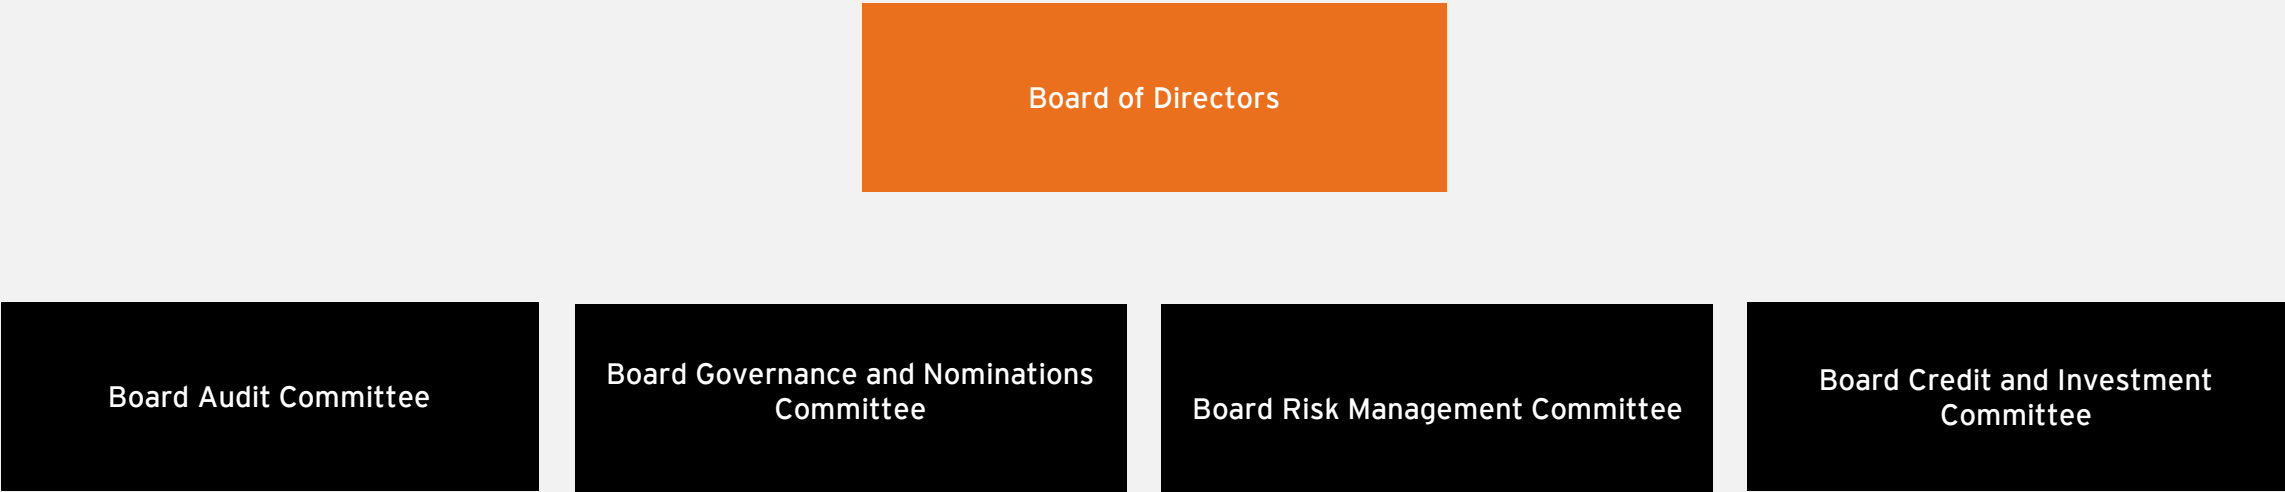 Board of Directors
Board Audit Committee
Board Governance and Nominations
Committee
Board Risk Management Committee
Board Credit and Investment
Committee